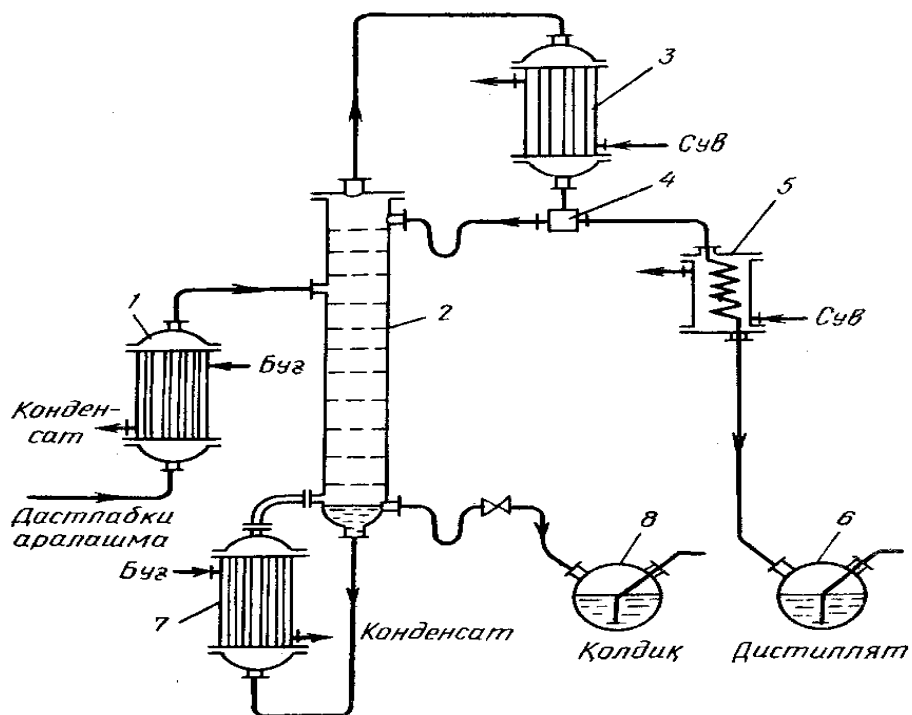 3
Сув
4
5
1
2
Буг
Сув
Конден-
сат
Дастлабки
аралашма
8
6
Буг
7
Конденсат
Қолдиқ
Дистиллят